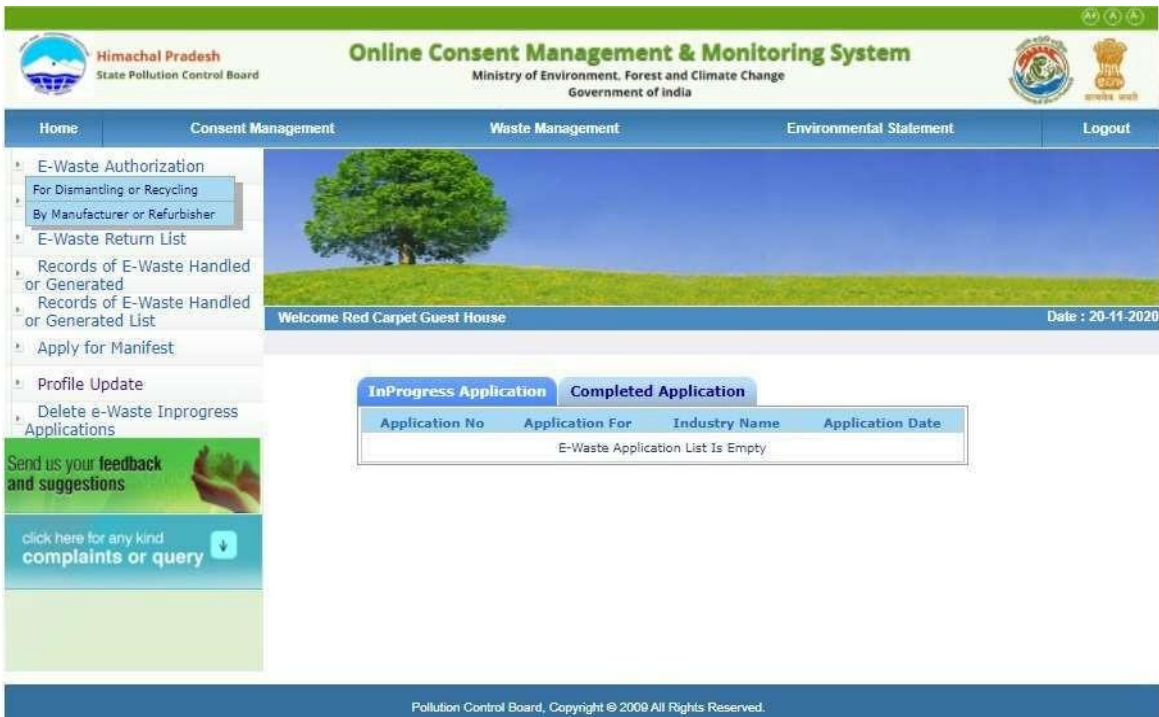 A+ A A-
Himachal Pradesh
State Pollution Control Board
Online Consent Management & Monitoring System
Ministry of Environment, Forest and Climate Change
Government of india
सत्यमेव जयते
Home Consent Management Waste Management Environmental Statement Logout
E-Waste Authorization
For Dismantling or Recycling
By Manufacturer or Refurbisher
E-Waste Return List
Records of E-Waste Handled
or Generated
Records of E-Waste Handled
or Generated List
Apply for Manifest
Profile Update
Delete e-Waste Inprogress
Applications
Send us your feedback
and suggestions
click here for any kind
complaints or query
Welcome Red Carpet Guest House Date : 20-11-2020
InProgress Application Completed Application
Application No Application For Industry Name Application Date
E-Waste Application List Is Empty
Pollution Control Board, Copyright © 2009 All Rights Reserved.